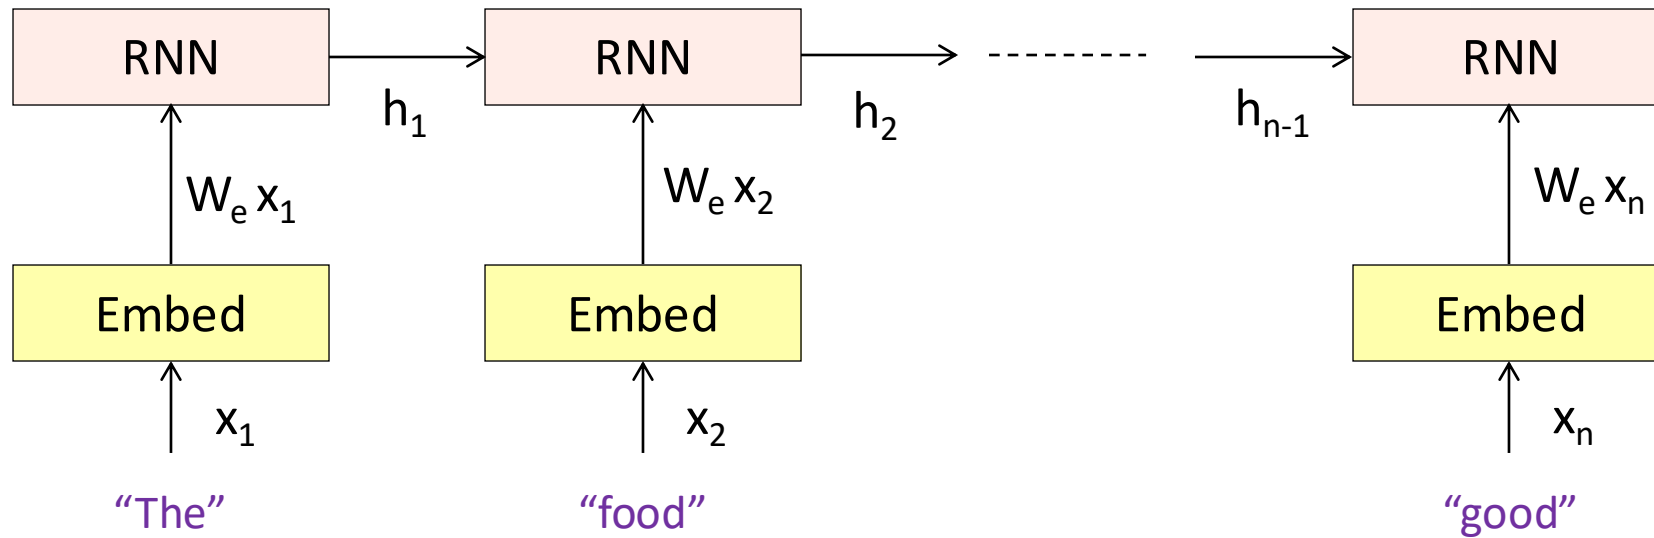 RNN RNN RNN
h₁ h₂ hₙ₋₁
Wₑ x₁ Wₑ x₂ Wₑ xₙ
Embed Embed Embed
x₁ x₂ xₙ
“The” “food” “good”